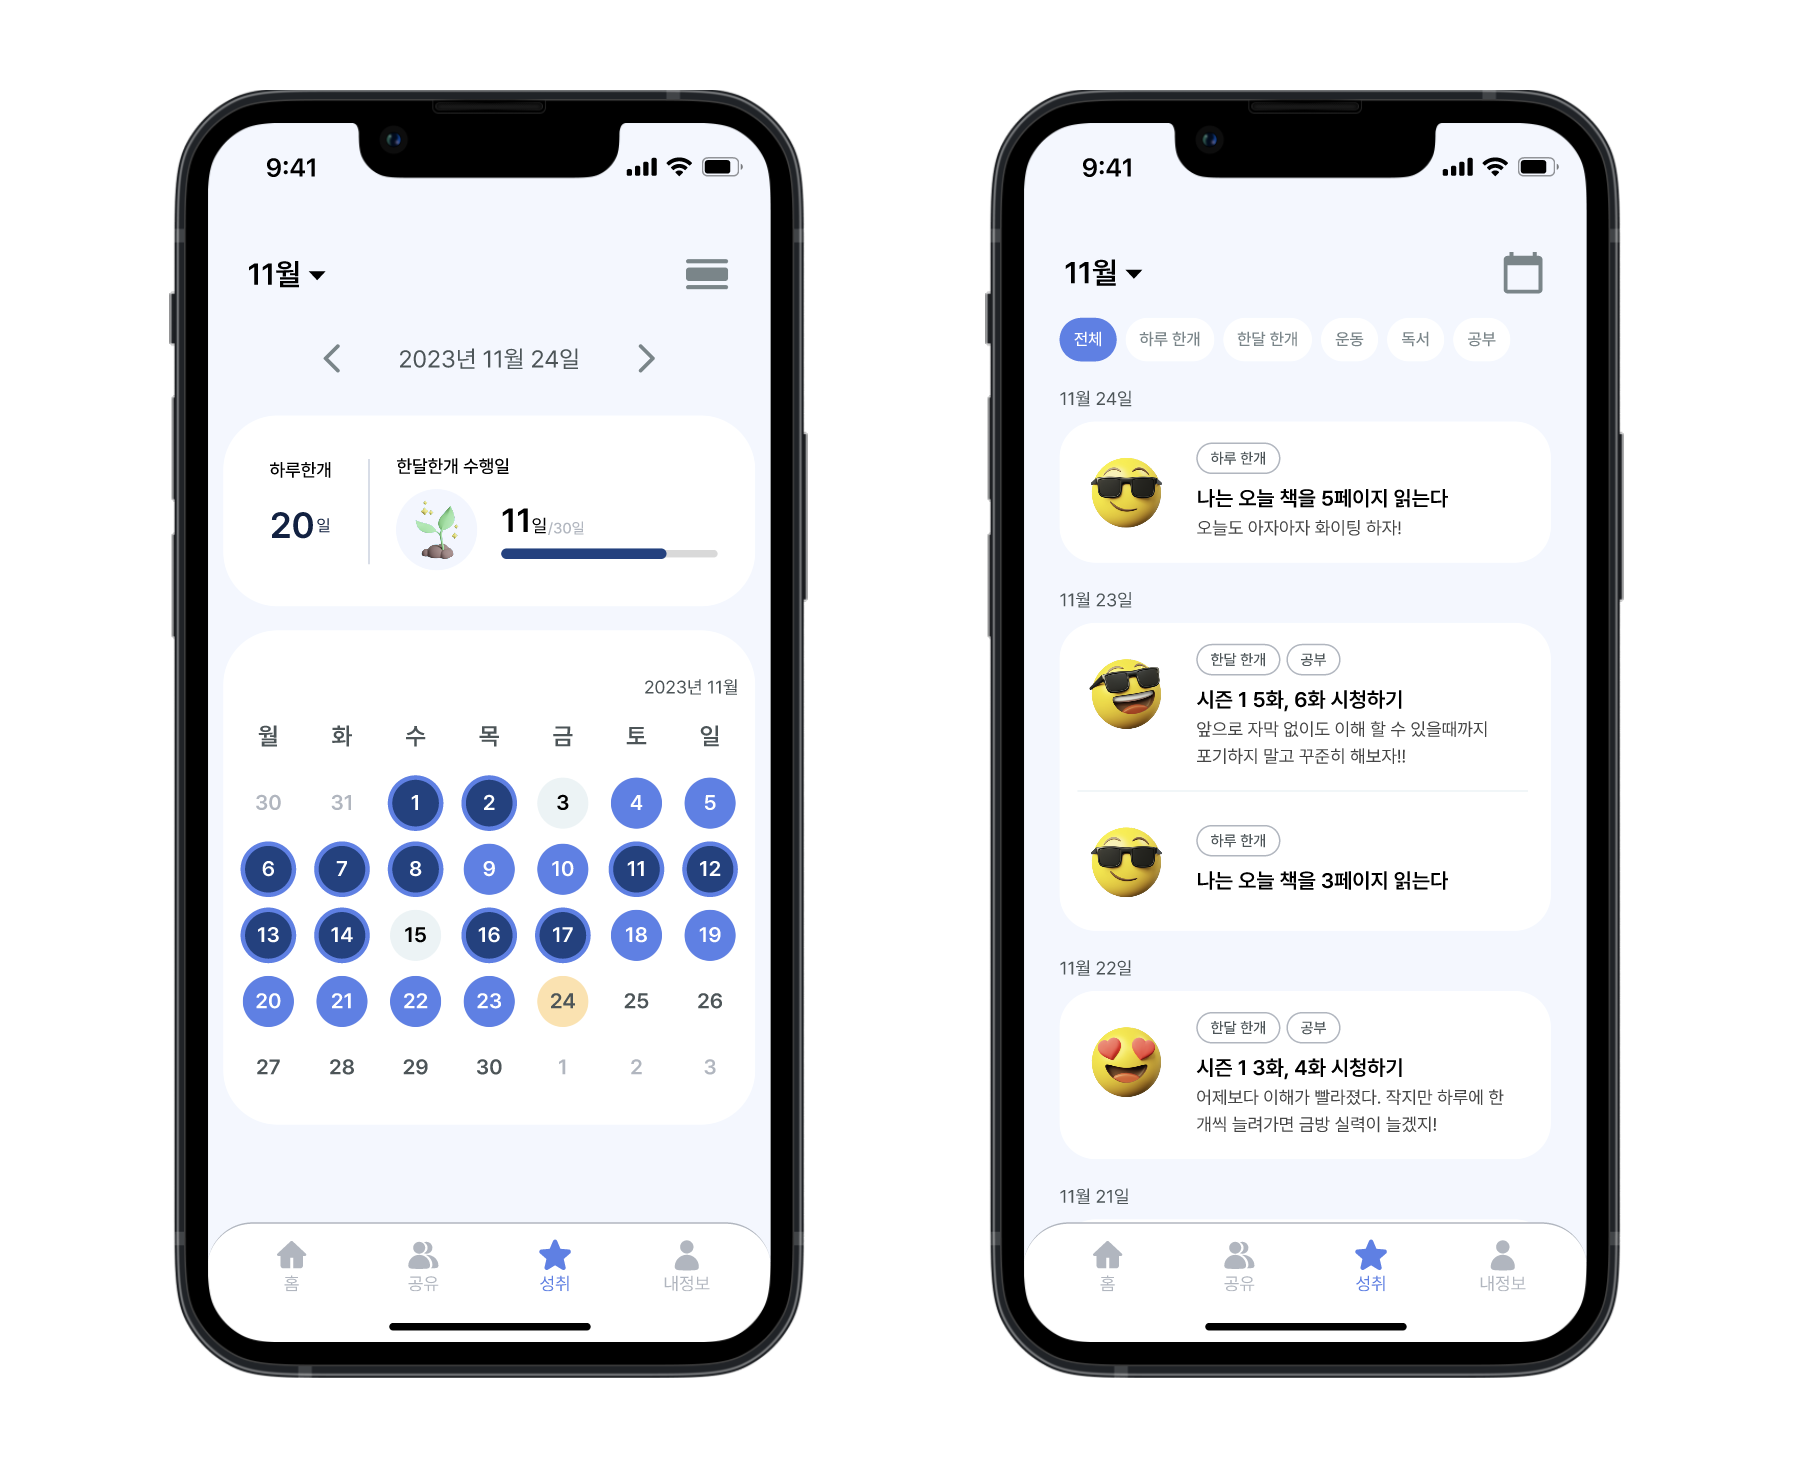 9:41
11월
2023년 11월 24일
하루한개
20일
한달한개 수행일
11일/30일
2023년 11월
월 화 수 목 금 토 일
30 31 1 2 3 4 5
6 7 8 9 10 11 12
13 14 15 16 17 18 19
20 21 22 23 24 25 26
27 28 29 30 1 2 3
홈 공유 성취 내정보
9:41
11월
전체 하루 한개 한달 한개 운동 독서 공부
11월 24일
하루 한개
나는 오늘 책을 5페이지 읽는다
오늘도 아자아자 화이팅 하자!
11월 23일
한달 한개 공부
시즌 1 5화, 6화 시청하기
앞으로 자막 없이도 이해 할 수 있을때까지
포기하지 말고 꾸준히 해보자!!
하루 한개
나는 오늘 책을 3페이지 읽는다
11월 22일
한달 한개 공부
시즌 1 3화, 4화 시청하기
어제보다 이해가 빨라졌다. 작지만 하루에 한
개씩 늘려가면 금방 실력이 늘겠지!
11월 21일
홈 공유 성취 내정보